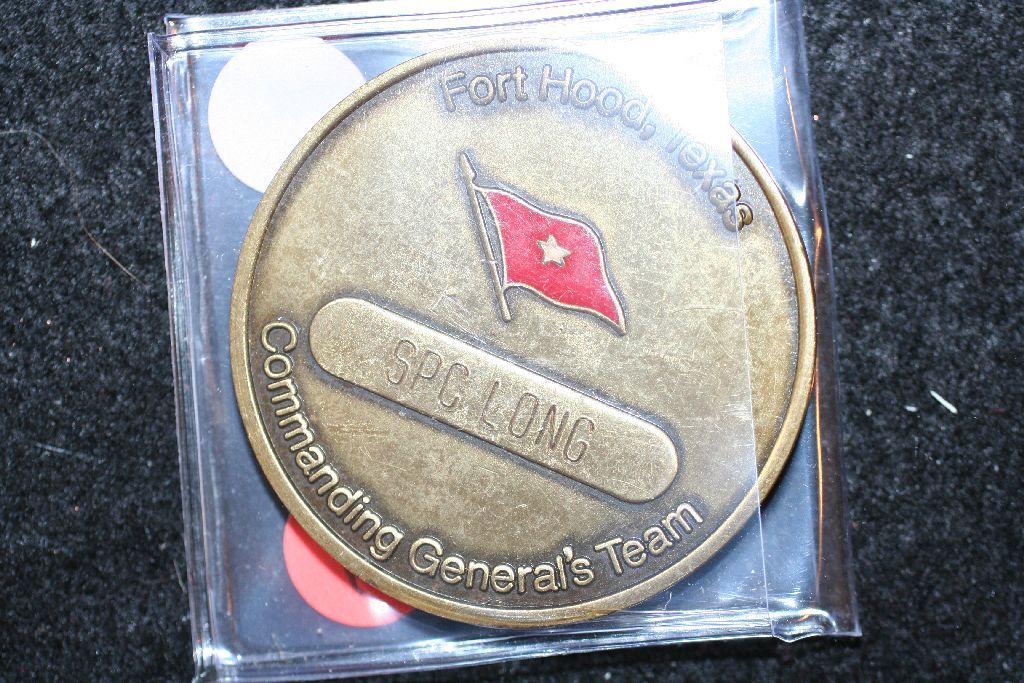 Fort Hood, Texas
SPC LONG
Commanding General's Team